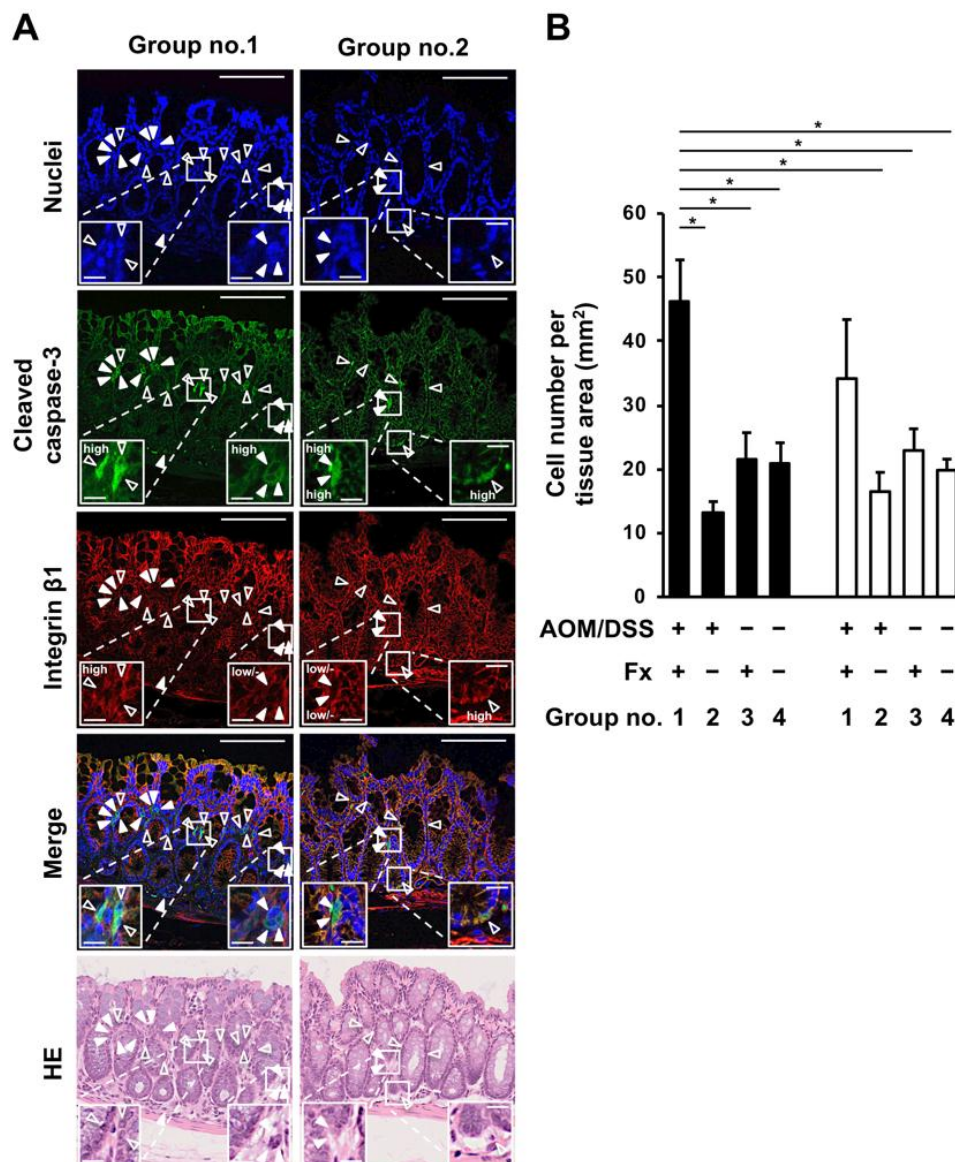 A
Group no.1
Group no.2
Nuclei
Cleaved
caspase-3
high
high
high
high
high
Integrin β1
high
low/-
low/-
low/-
high
Merge
HE
B
*
*
*
*
*
*
Cell number per
tissue area (mm²)
60
50
40
30
20
10
0
AOM/DSS + + − − + + − −
Fx + − + − + − + −
Group no. 1 2 3 4 1 2 3 4